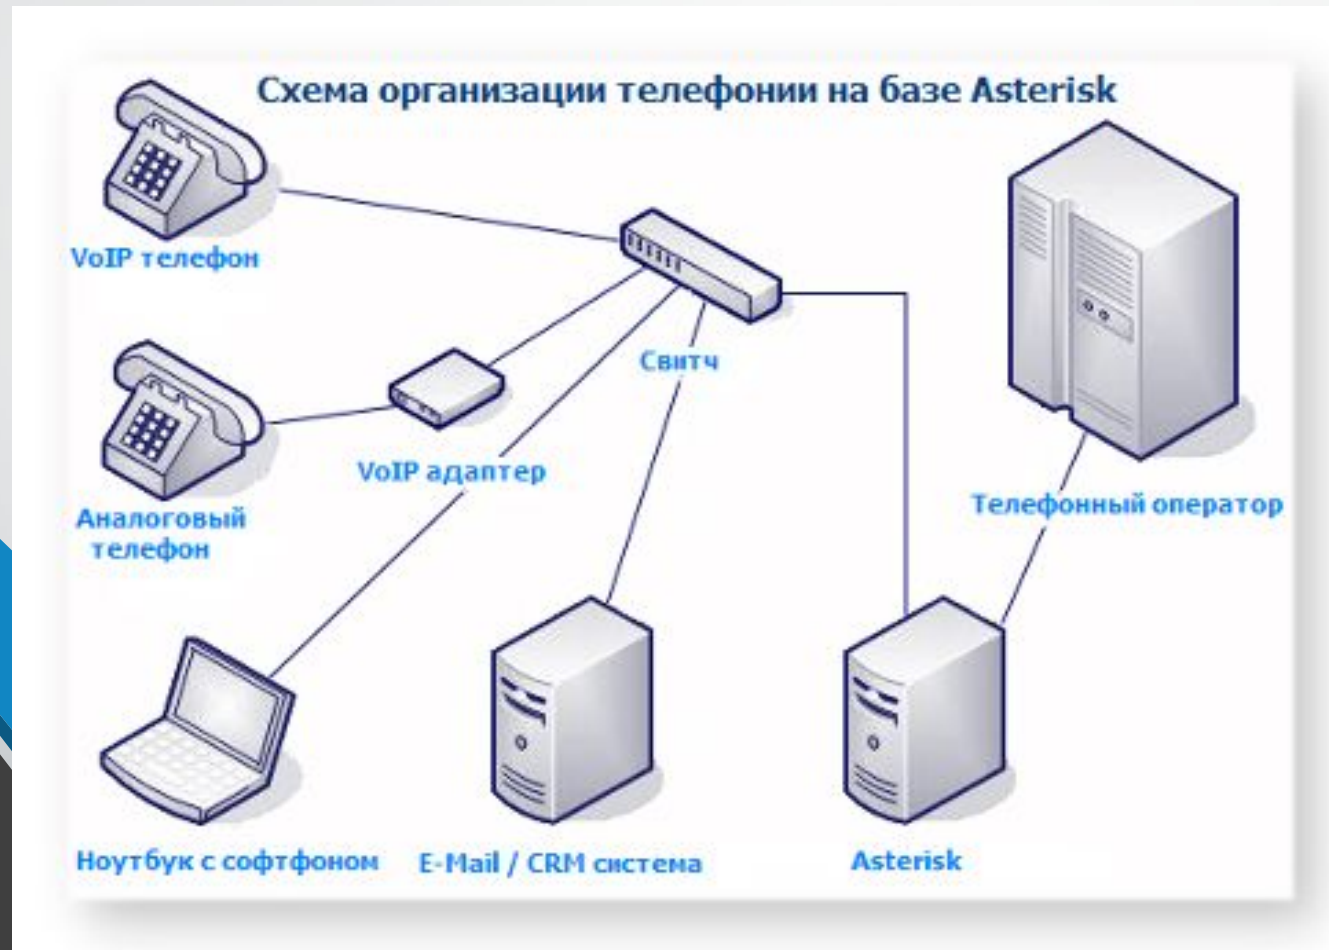 Схема организации телефонии на базе Asterisk
VoIP телефон
Свитч
VoIP адаптер
Аналоговый
телефон
Телефонный оператор
Ноутбук с софтфоном
E-Mail / CRM система
Asterisk